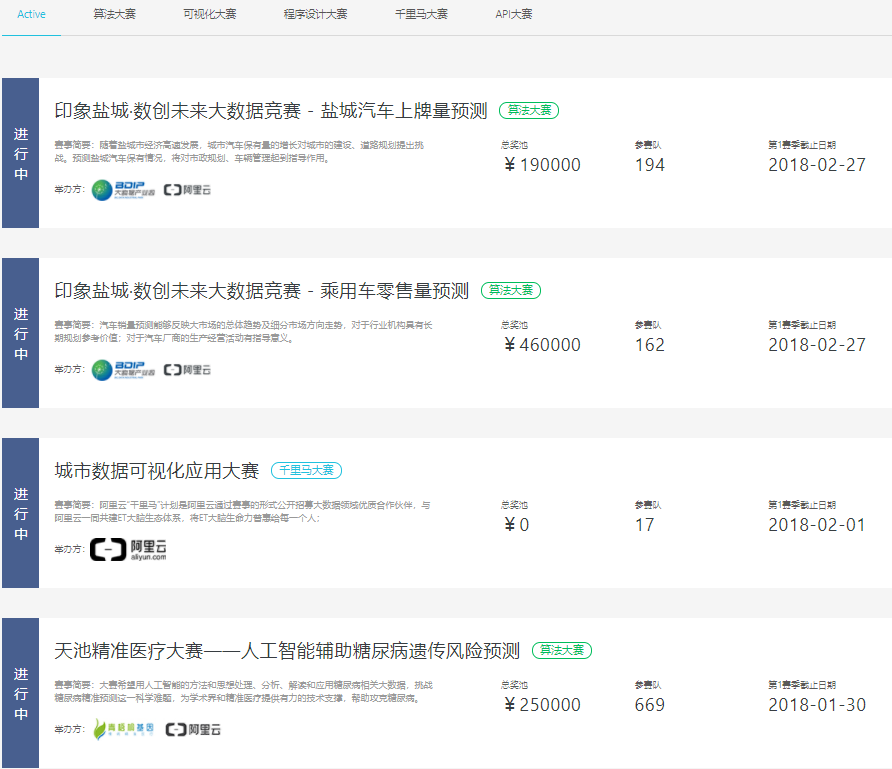 Active 算法大赛 可视化大赛 程序设计大赛 千里马大赛 API大赛
进行中
印象盐城·数创未来大数据竞赛 - 盐城汽车上牌量预测 算法大赛
赛事简要：随着盐城市经济高速发展，城市汽车保有量的增长对城市的建设、道路规划提出挑
战。预测盐城汽车保有情况，将对市政规划、车辆管理起到指导作用。
举办方： BDIP 大数据产业园 阿里云
总奖池 参赛队 第1赛季截止日期
￥190000 194 2018-02-27
进行中
印象盐城·数创未来大数据竞赛 - 乘用车零售量预测 算法大赛
赛事简要：汽车销量预测能够反映大市场的总体趋势及细分市场方向走势，对于行业机构具有长
期规划参考价值；对于汽车厂商的生产经营活动有指导意义。
举办方： BDIP 大数据产业园 阿里云
总奖池 参赛队 第1赛季截止日期
￥460000 162 2018-02-27
进行中
城市数据可视化应用大赛 千里马大赛
赛事简要：阿里云“千里马”计划是阿里云通过赛事的形式公开招募大数据领域优质合作伙伴，与
阿里云一同共建ET大脑生态体系，将ET大脑生命力普惠给每一个人；
举办方： 阿里云
aliyun.com
总奖池 参赛队 第1赛季截止日期
￥0 17 2018-02-01
进行中
天池精准医疗大赛——人工智能辅助糖尿病遗传风险预测 算法大赛
赛事简要：大赛希望用人工智能的方法和思想处理、分析、解读和应用糖尿病相关大数据，挑战
糖尿病精准预测这一科学难题，为学术界和精准医疗提供有力的技术支撑，帮助攻克糖尿病。
举办方： 青梧桐基因 阿里云
总奖池 参赛队 第1赛季截止日期
￥250000 669 2018-01-30